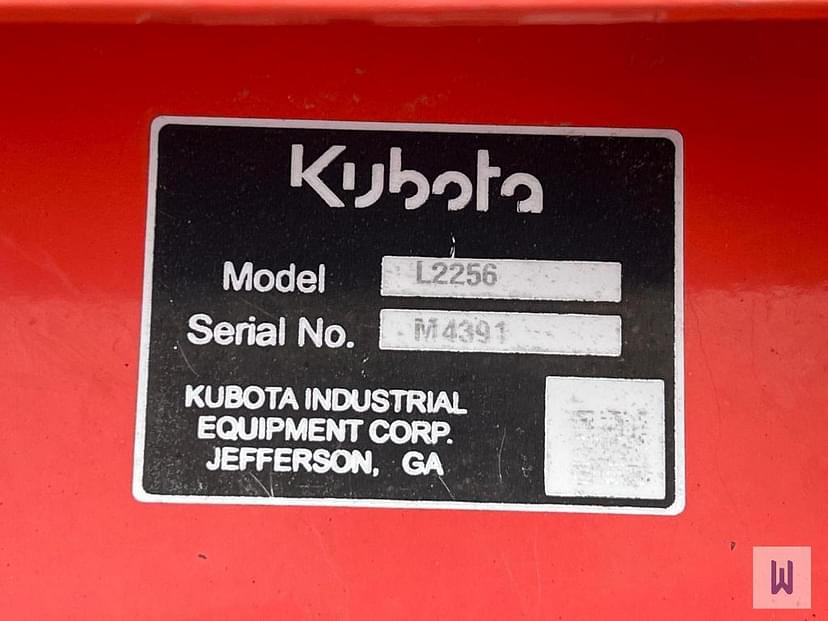 Kubota
Model L2256
Serial No. M4391
KUBOTA INDUSTRIAL
EQUIPMENT CORP.
JEFFERSON, GA
W